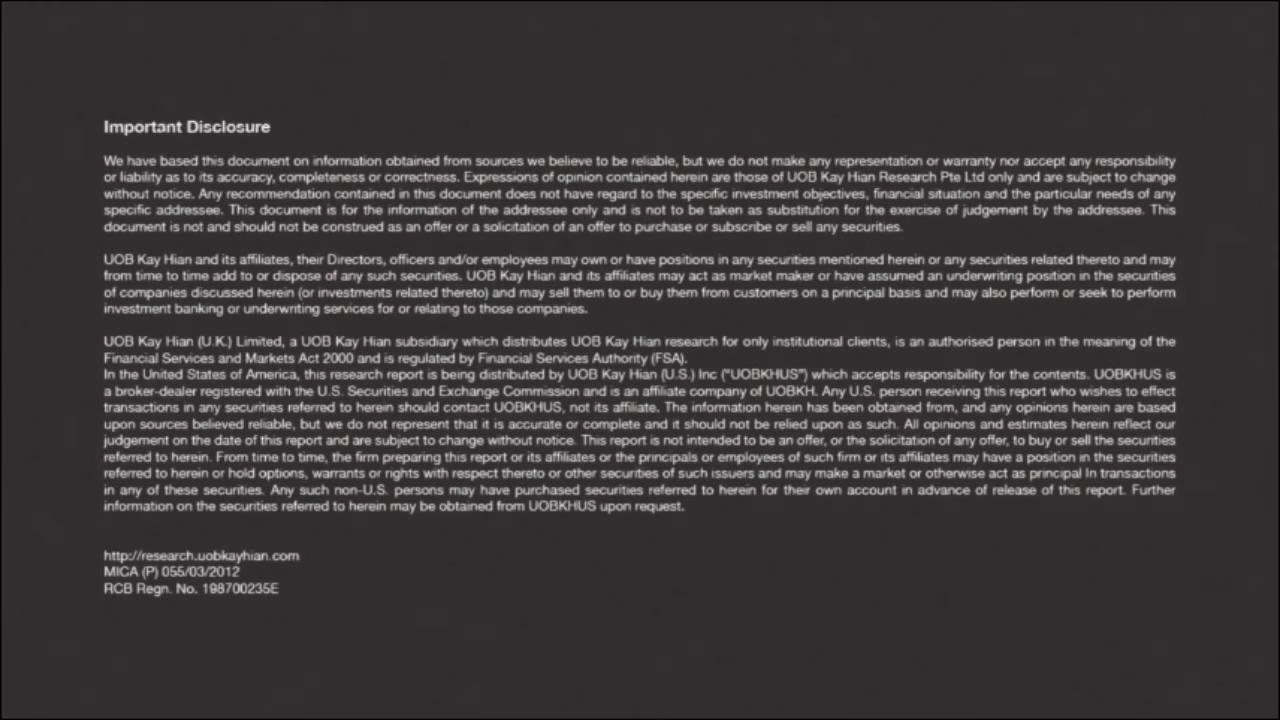 Important Disclosure
We have based this document on information obtained from sources we believe to be reliable, but we do not make any representation or warranty nor accept any responsibility
or liability as to its accuracy, completeness or correctness. Expressions of opinion contained herein are those of UOB Kay Hian Research Pte Ltd only and are subject to change
without notice. Any recommendation contained in this document does not have regard to the specific investment objectives, financial situation and the particular needs of any
specific addressee. This document is for the information of the addressee only and is not to be taken as substitution for the exercise of judgement by the addressee. This
document is not and should not be construed as an offer or a solicitation of an offer to purchase or subscribe or sell any securities.
UOB Kay Hian and its affiliates, their Directors, officers and/or employees may own or have positions in any securities mentioned herein or any securities related thereto and may
from time to time add to or dispose of any such securities. UOB Kay Hian and its affiliates may act as market maker or have assumed an underwriting position in the securities
of companies discussed herein (or investments related thereto) and may sell them to or buy them from customers on a principal basis and may also perform or seek to perform
investment banking or underwriting services for or relating to those companies.
UOB Kay Hian (U.K.) Limited, a UOB Kay Hian subsidiary which distributes UOB Kay Hian research for only institutional clients, is an authorised person in the meaning of the
Financial Services and Markets Act 2000 and is regulated by Financial Services Authority (FSA).
In the United States of America, this research report is being distributed by UOB Kay Hian (U.S.) Inc ("UOBKHUS") which accepts responsibility for the contents. UOBKHUS is
a broker-dealer registered with the U.S. Securities and Exchange Commission and is an affiliate company of UOBKH. Any U.S. person receiving this report who wishes to effect
transactions in any securities referred to herein should contact UOBKHUS, not its affiliate. The information herein has been obtained from, and any opinions herein are based
upon sources believed reliable, but we do not represent that it is accurate or complete and it should not be relied upon as such. All opinions and estimates herein reflect our
judgement on the date of this report and are subject to change without notice. This report is not intended to be an offer, or the solicitation of any offer, to buy or sell the securities
referred to herein. From time to time, the firm preparing this report or its affiliates or the principals or employees of such firm or its affiliates may have a position in the securities
referred to herein or hold options, warrants or rights with respect thereto or other securities of such issuers and may make a market or otherwise act as principal In transactions
in any of these securities. Any such non-U.S. persons may have purchased securities referred to herein for their own account in advance of release of this report. Further
information on the securities referred to herein may be obtained from UOBKHUS upon request.
http://research.uobkayhian.com
MICA (P) 055/03/2012
RCB Regn. No. 198700235E